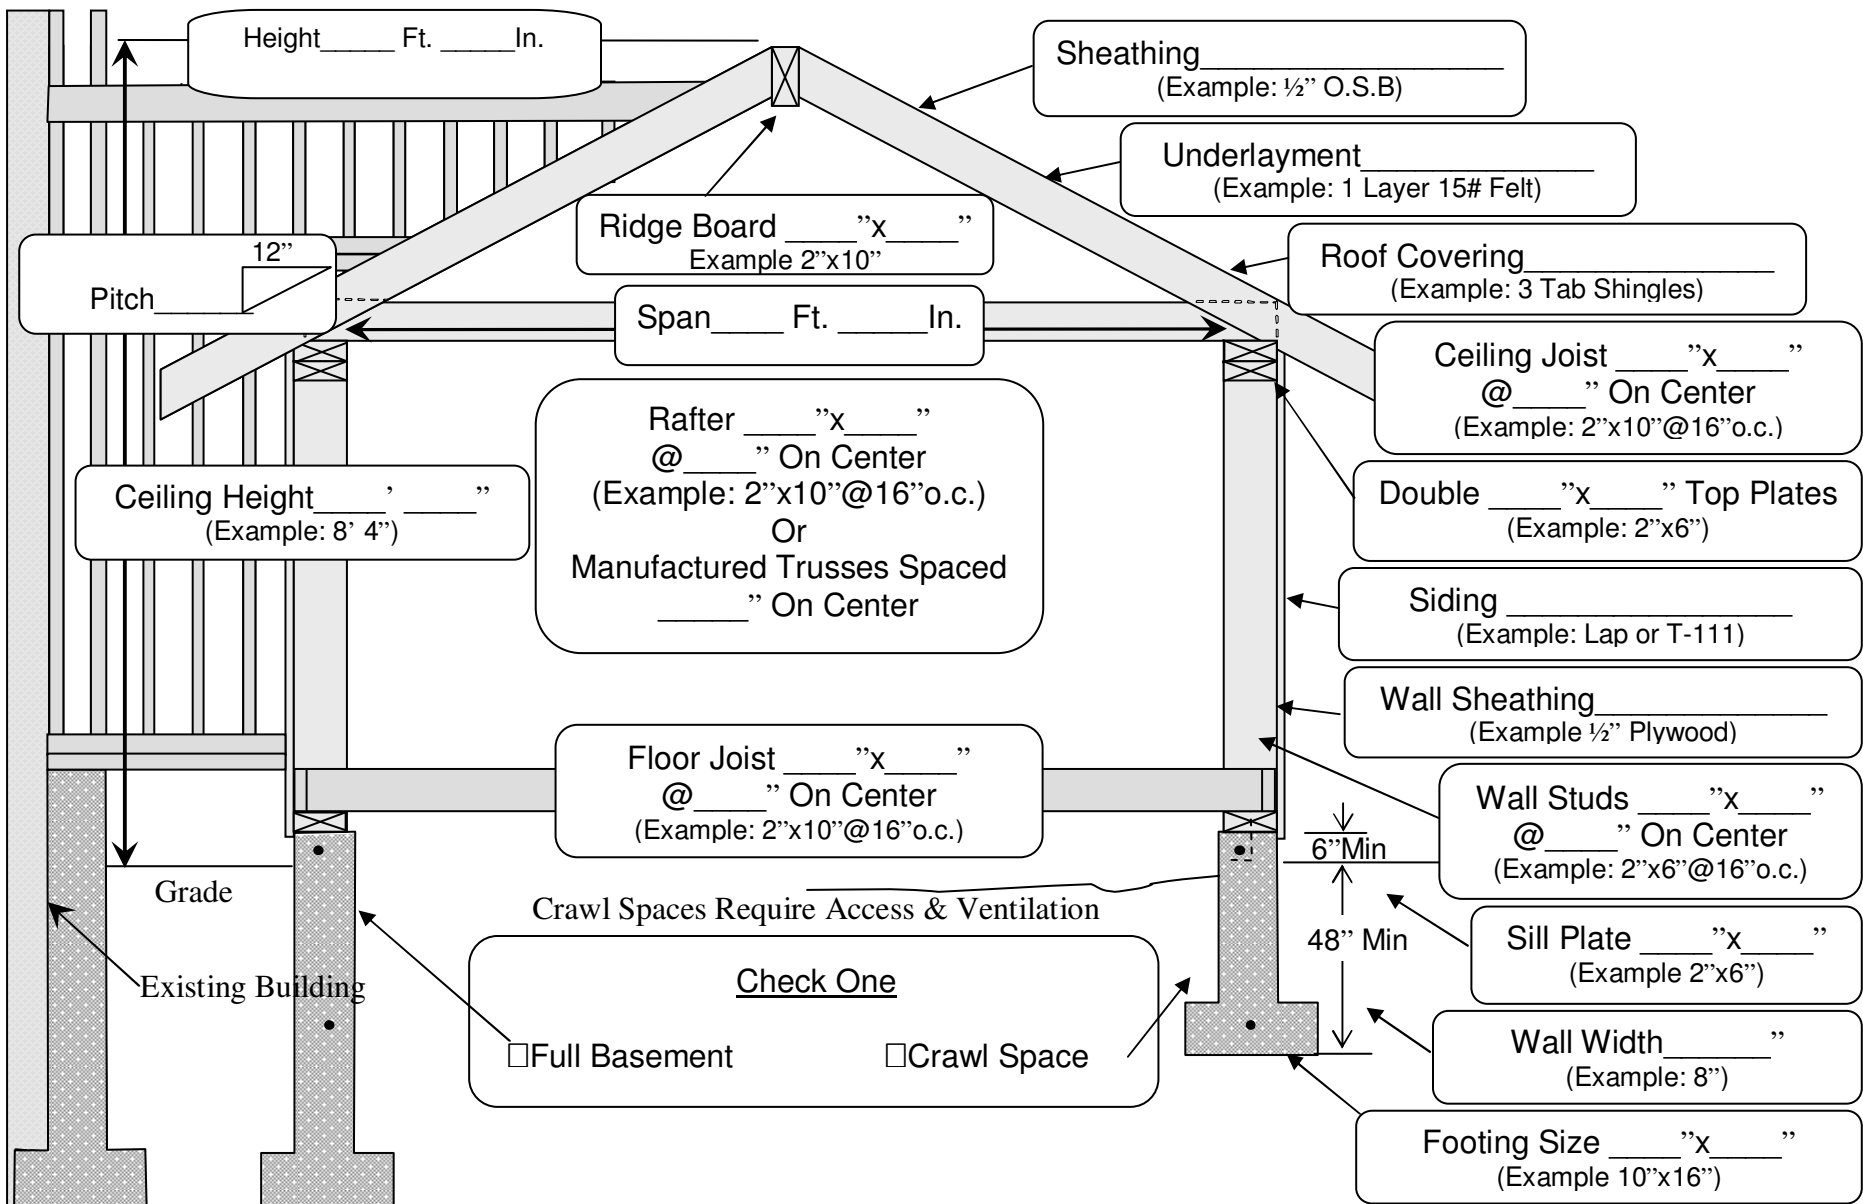 Height_____ Ft. _____In.
Sheathing_________________
(Example: ½” O.S.B)
Underlayment_____________
(Example: 1 Layer 15# Felt)
Ridge Board ____”x____”
Example 2”x10”
Roof Covering______________
(Example: 3 Tab Shingles)
12”
Pitch_______
Span____ Ft. _____In.
Ceiling Joist ____”x____”
@____” On Center
(Example: 2”x10”@16”o.c.)
Rafter ____”x____”
@____” On Center
(Example: 2”x10”@16”o.c.)
Or
Manufactured Trusses Spaced
_____” On Center
Ceiling Height____’ ____”
(Example: 8’ 4”)
Double ____”x____” Top Plates
(Example: 2”x6”)
Siding ________________
(Example: Lap or T-111)
Wall Sheathing_____________
(Example ½” Plywood)
Floor Joist ____”x____”
@____” On Center
(Example: 2”x10”@16”o.c.)
Wall Studs ____”x____”
@____” On Center
(Example: 2”x6”@16”o.c.)
6”Min
Grade
Crawl Spaces Require Access & Ventilation
48” Min
Sill Plate ____”x____”
(Example 2”x6”)
Existing Building
Check One
□Full Basement
□Crawl Space
Wall Width______”
(Example: 8”)
Footing Size ____”x____”
(Example 10”x16”)